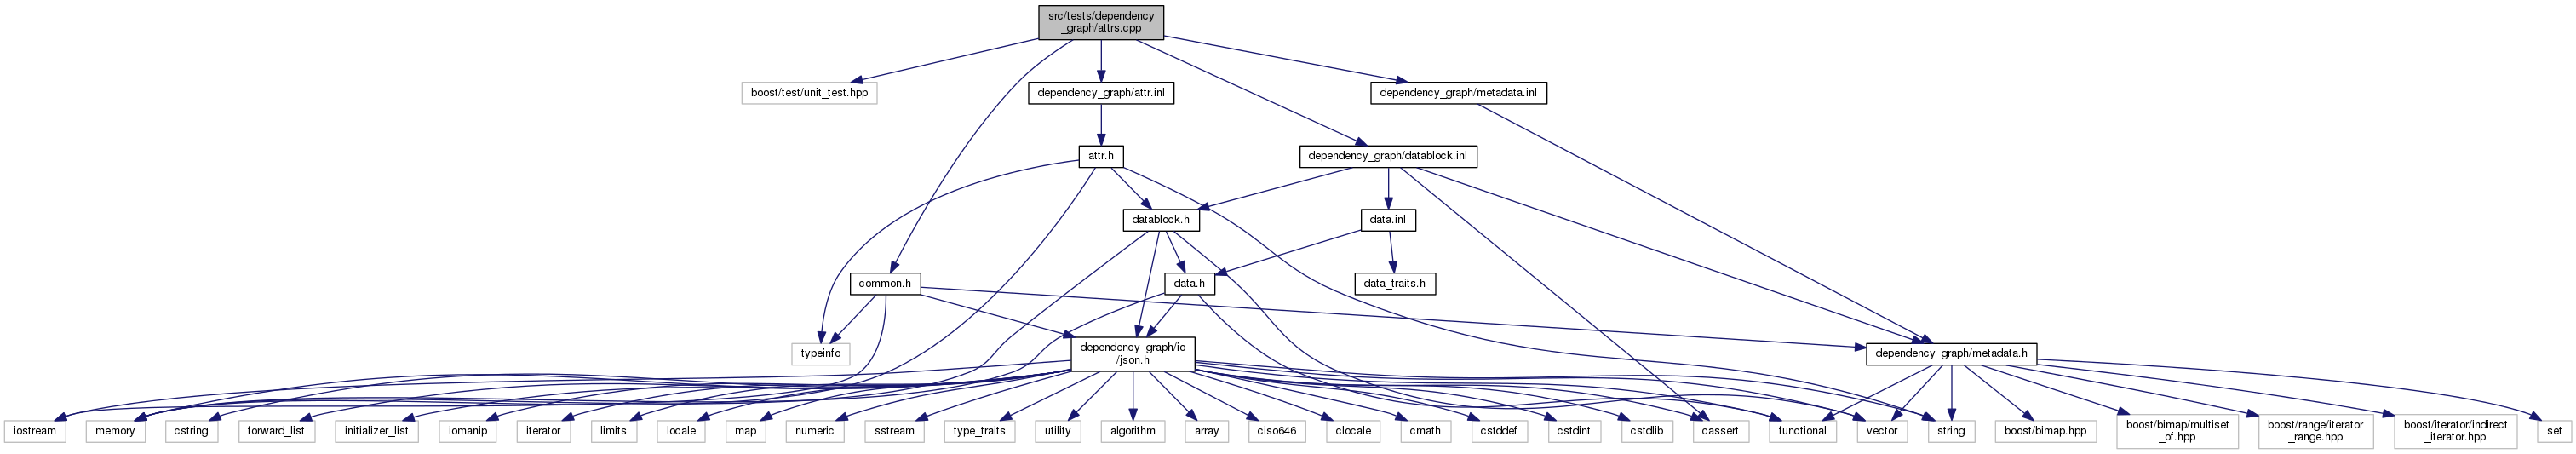 src/tests/dependency
_graph/attrs.cpp
boost/test/unit_test.hpp
dependency_graph/attr.inl
dependency_graph/metadata.inl
attr.h
dependency_graph/datablock.inl
datablock.h
data.inl
common.h
data.h
data_traits.h
typeinfo
dependency_graph/io
/json.h
dependency_graph/metadata.h
iostream
memory
cstring
forward_list
initializer_list
iomanip
iterator
limits
locale
map
numeric
sstream
type_traits
utility
algorithm
array
ciso646
clocale
cmath
cstddef
cstdint
cstdlib
cassert
functional
vector
string
boost/bimap.hpp
boost/bimap/multiset
_of.hpp
boost/range/iterator
_range.hpp
boost/iterator/indirect
_iterator.hpp
set